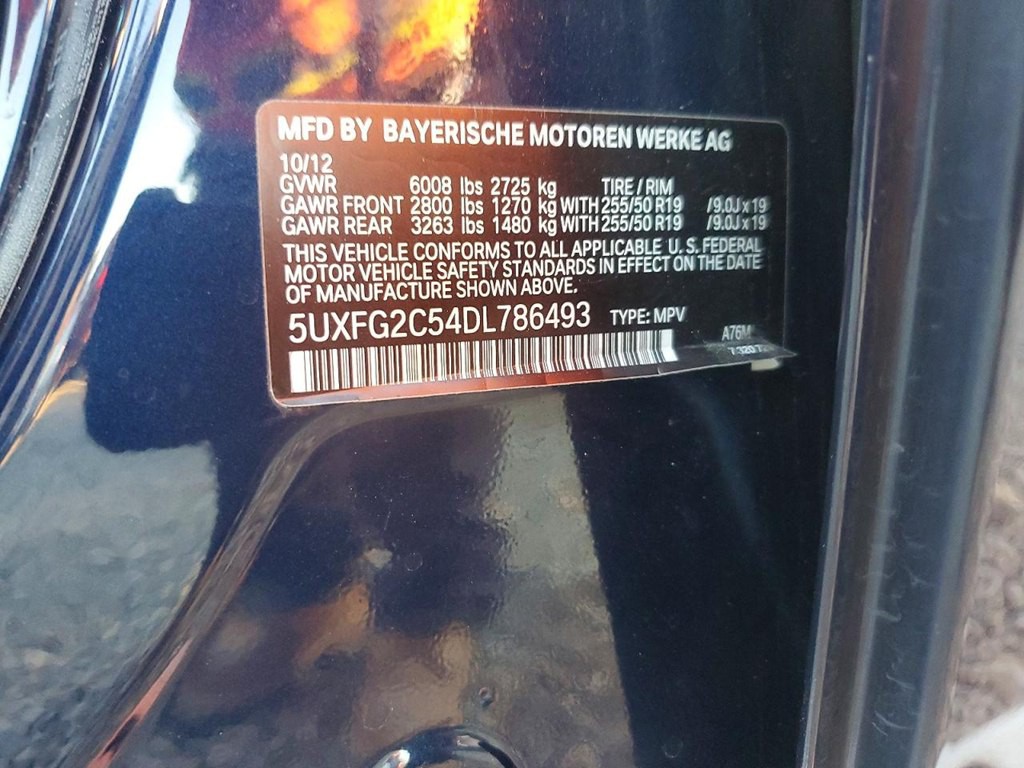 MFD BY BAYERISCHE MOTOREN WERKE AG
10/12
GVWR 6008 lbs 2725 kg TIRE / RIM
GAWR FRONT 2800 lbs 1270 kg WITH 255/50 R19 /9.0J x 19
GAWR REAR 3263 lbs 1480 kg WITH 255/50 R19 /9.0J x 19
THIS VEHICLE CONFORMS TO ALL APPLICABLE U.S. FEDERAL
MOTOR VEHICLE SAFETY STANDARDS IN EFFECT ON THE DATE
OF MANUFACTURE SHOWN ABOVE.
5UXFG2C54DL786493 TYPE: MPV
A76M